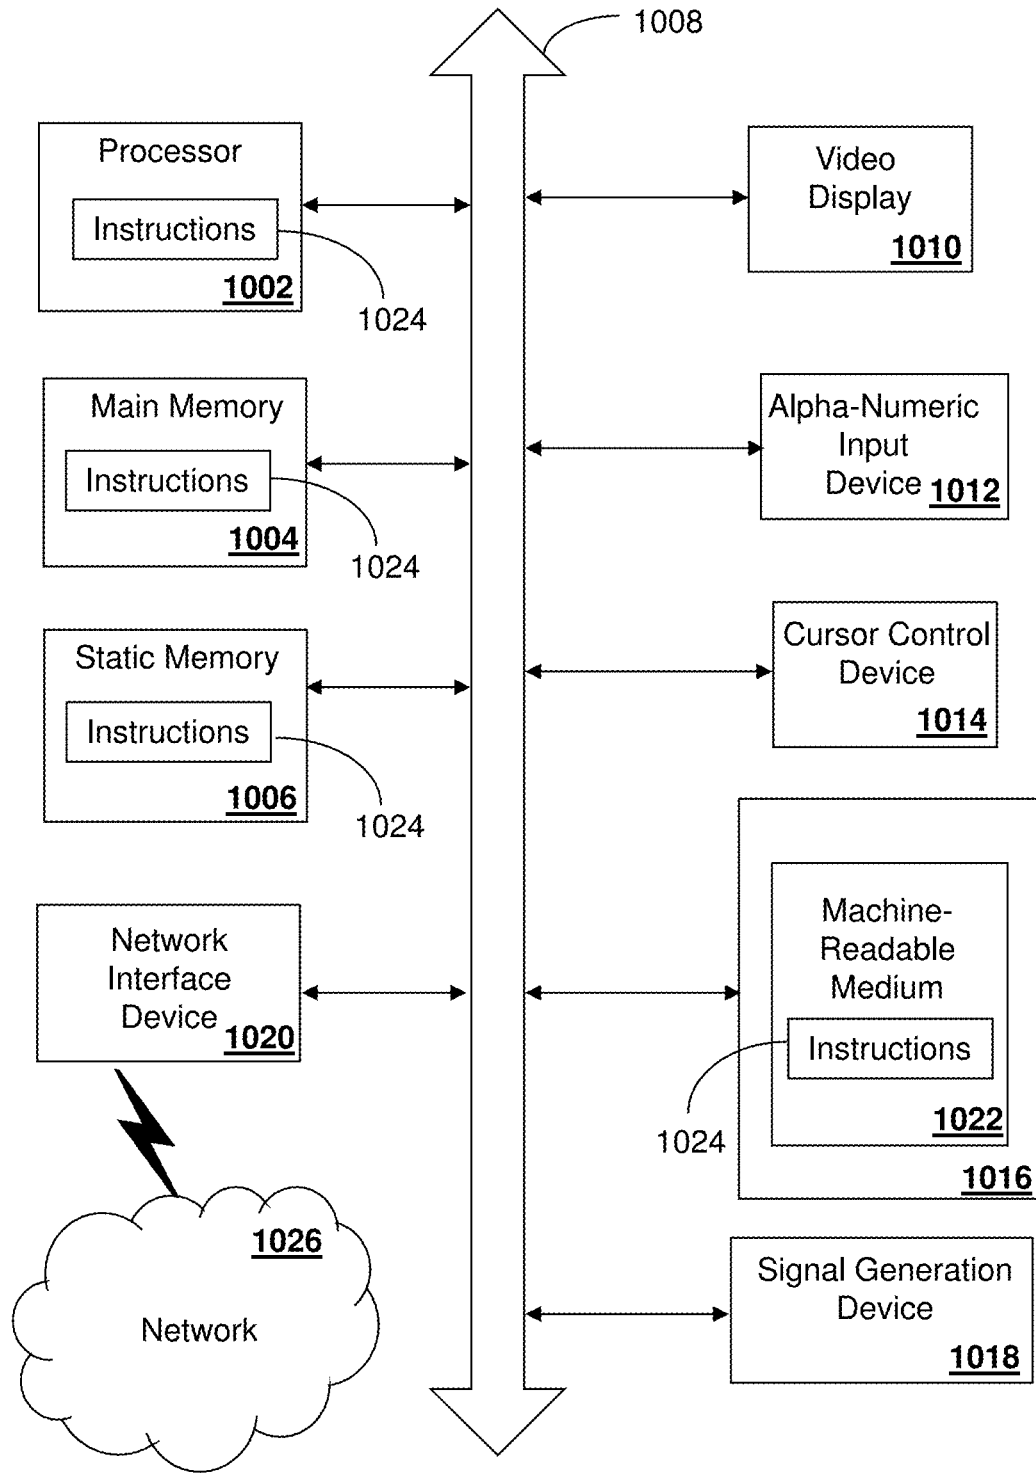 1008
Processor
Instructions
1002
1024
Main Memory
Instructions
1004
1024
Static Memory
Instructions
1006
1024
Network
Interface
Device
1020
1026
Network
Video
Display
1010
Alpha-Numeric
Input
Device
1012
Cursor Control
Device
1014
Machine-
Readable
Medium
Instructions
1022
1024
1016
Signal Generation
Device
1018